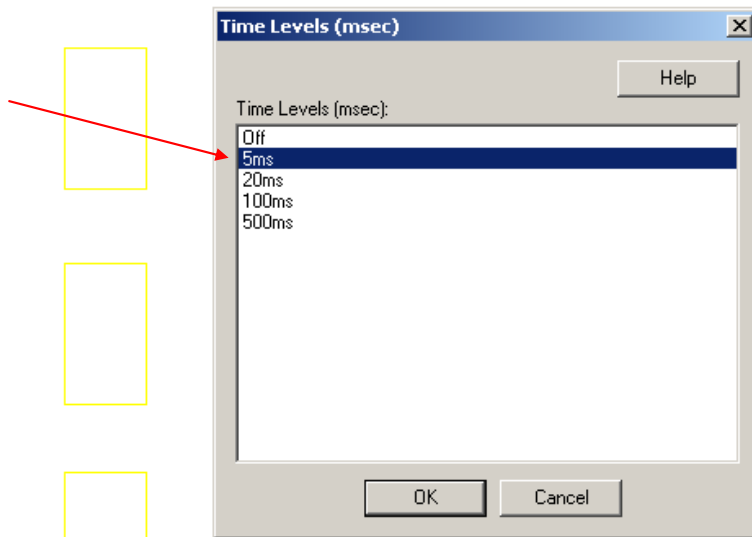 Time Levels (msec)
Help
Time Levels (msec):
Off
5ms
20ms
100ms
500ms
OK
Cancel